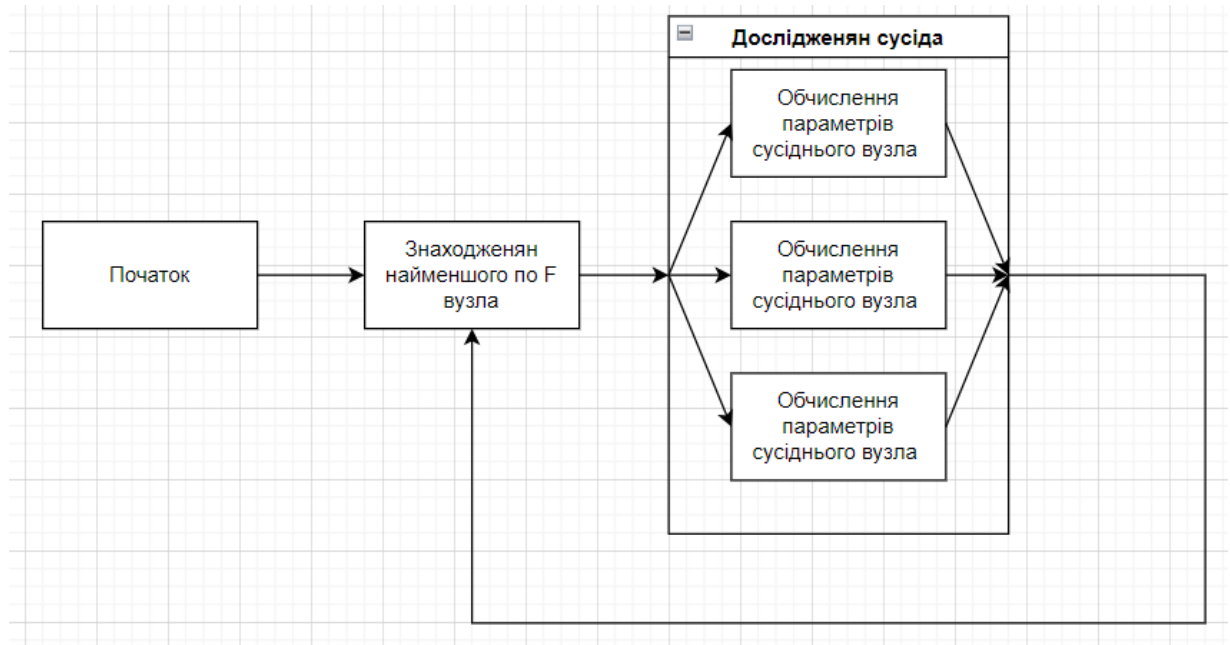 Дослідженян сусіда
Обчислення
параметрів
сусіднього вузла
Початок
Знаходженян
найменшого по F
вузла
Обчислення
параметрів
сусіднього вузла
Обчислення
параметрів
сусіднього вузла